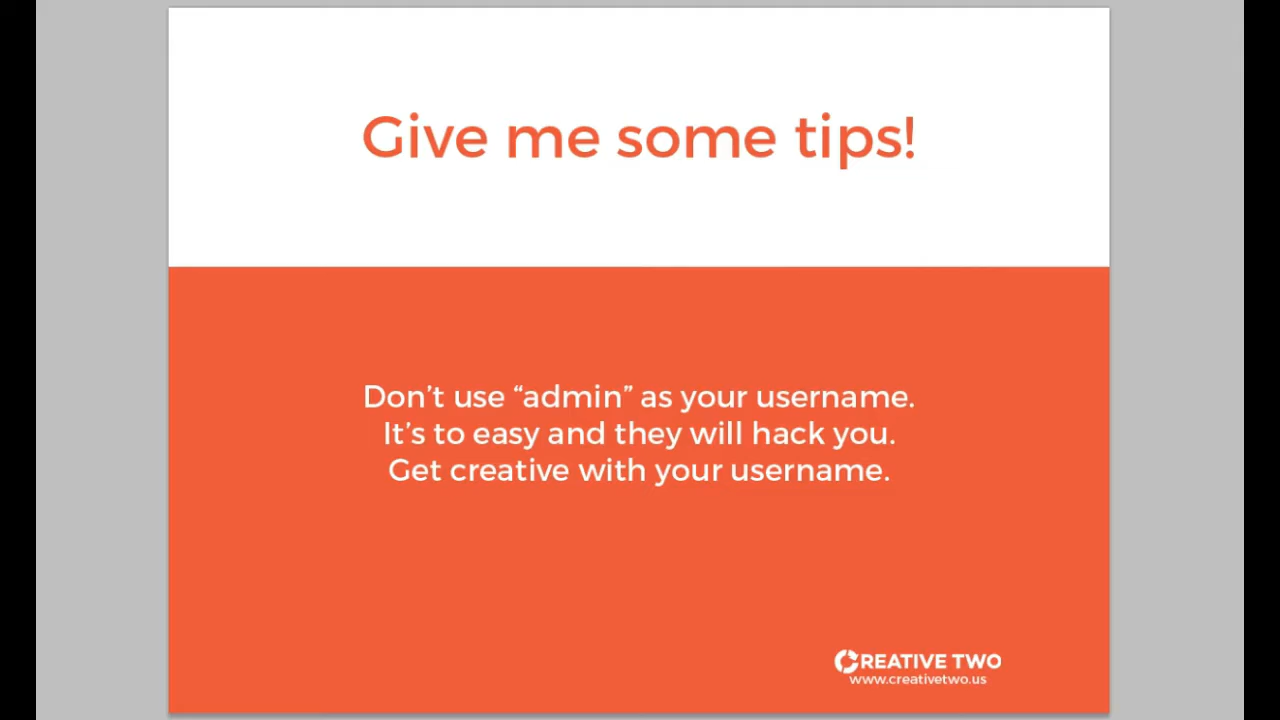 Give me some tips!
Don’t use “admin” as your username.
It’s to easy and they will hack you.
Get creative with your username.
CREATIVE TWO
www.creativetwo.us